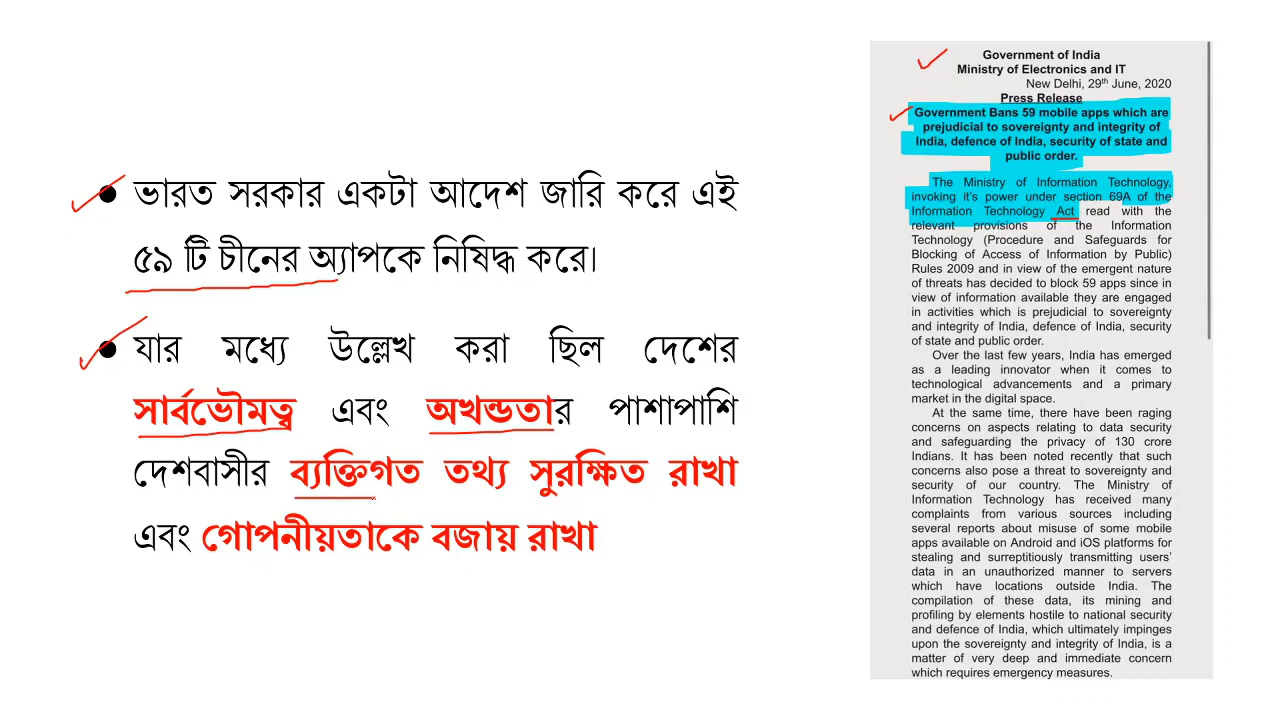 ভারত সরকার একটা আদেশ জারি করে এই
৫৯ টি চীনের অ্যাপকে নিষিদ্ধ করে।
যার মধ্যে উল্লেখ করা ছিল দেশের
সার্বভৌমত্ব এবং অখন্ডতার পাশাপাশি
দেশবাসীর ব্যক্তিগত তথ্য সুরক্ষিত রাখা
এবং গোপনীয়তাকে বজায় রাখা
Government of India
Ministry of Electronics and IT
New Delhi, 29th June, 2020
Press Release
Government Bans 59 mobile apps which are
prejudicial to sovereignty and integrity of
India, defence of India, security of state and
public order.
The Ministry of Information Technology,
invoking it's power under section 69A of the
Information Technology Act read with the
relevant provisions of the Information
Technology (Procedure and Safeguards for
Blocking of Access of Information by Public)
Rules 2009 and in view of the emergent nature
of threats has decided to block 59 apps since in
view of information available they are engaged
in activities which is prejudicial to sovereignty
and integrity of India, defence of India, security
of state and public order.
Over the last few years, India has emerged
as a leading innovator when it comes to
technological advancements and a primary
market in the digital space.
At the same time, there have been raging
concerns on aspects relating to data security
and safeguarding the privacy of 130 crore
Indians. It has been noted recently that such
concerns also pose a threat to sovereignty and
security of our country. The Ministry of
Information Technology has received many
complaints from various sources including
several reports about misuse of some mobile
apps available on Android and iOS platforms for
stealing and surreptitiously transmitting users'
data in an unauthorized manner to servers
which have locations outside India. The
compilation of these data, its mining and
profiling by elements hostile to national security
and defence of India, which ultimately impinges
upon the sovereignty and integrity of India, is a
matter of very deep and immediate concern
which requires emergency measures.